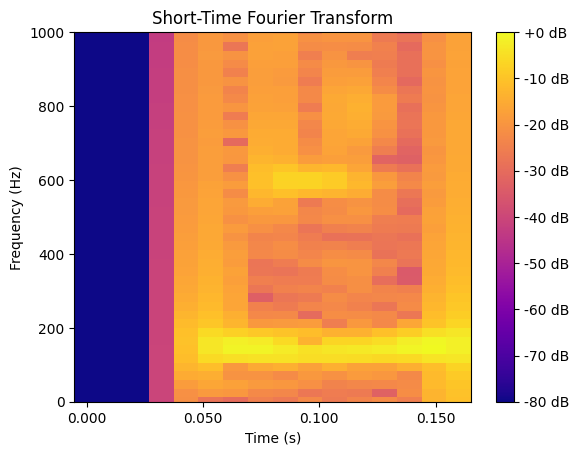 Short-Time Fourier Transform
1000
800
600
400
200
0
Frequency (Hz)
0.000
0.050
0.100
0.150
Time (s)
+0 dB
-10 dB
-20 dB
-30 dB
-40 dB
-50 dB
-60 dB
-70 dB
-80 dB